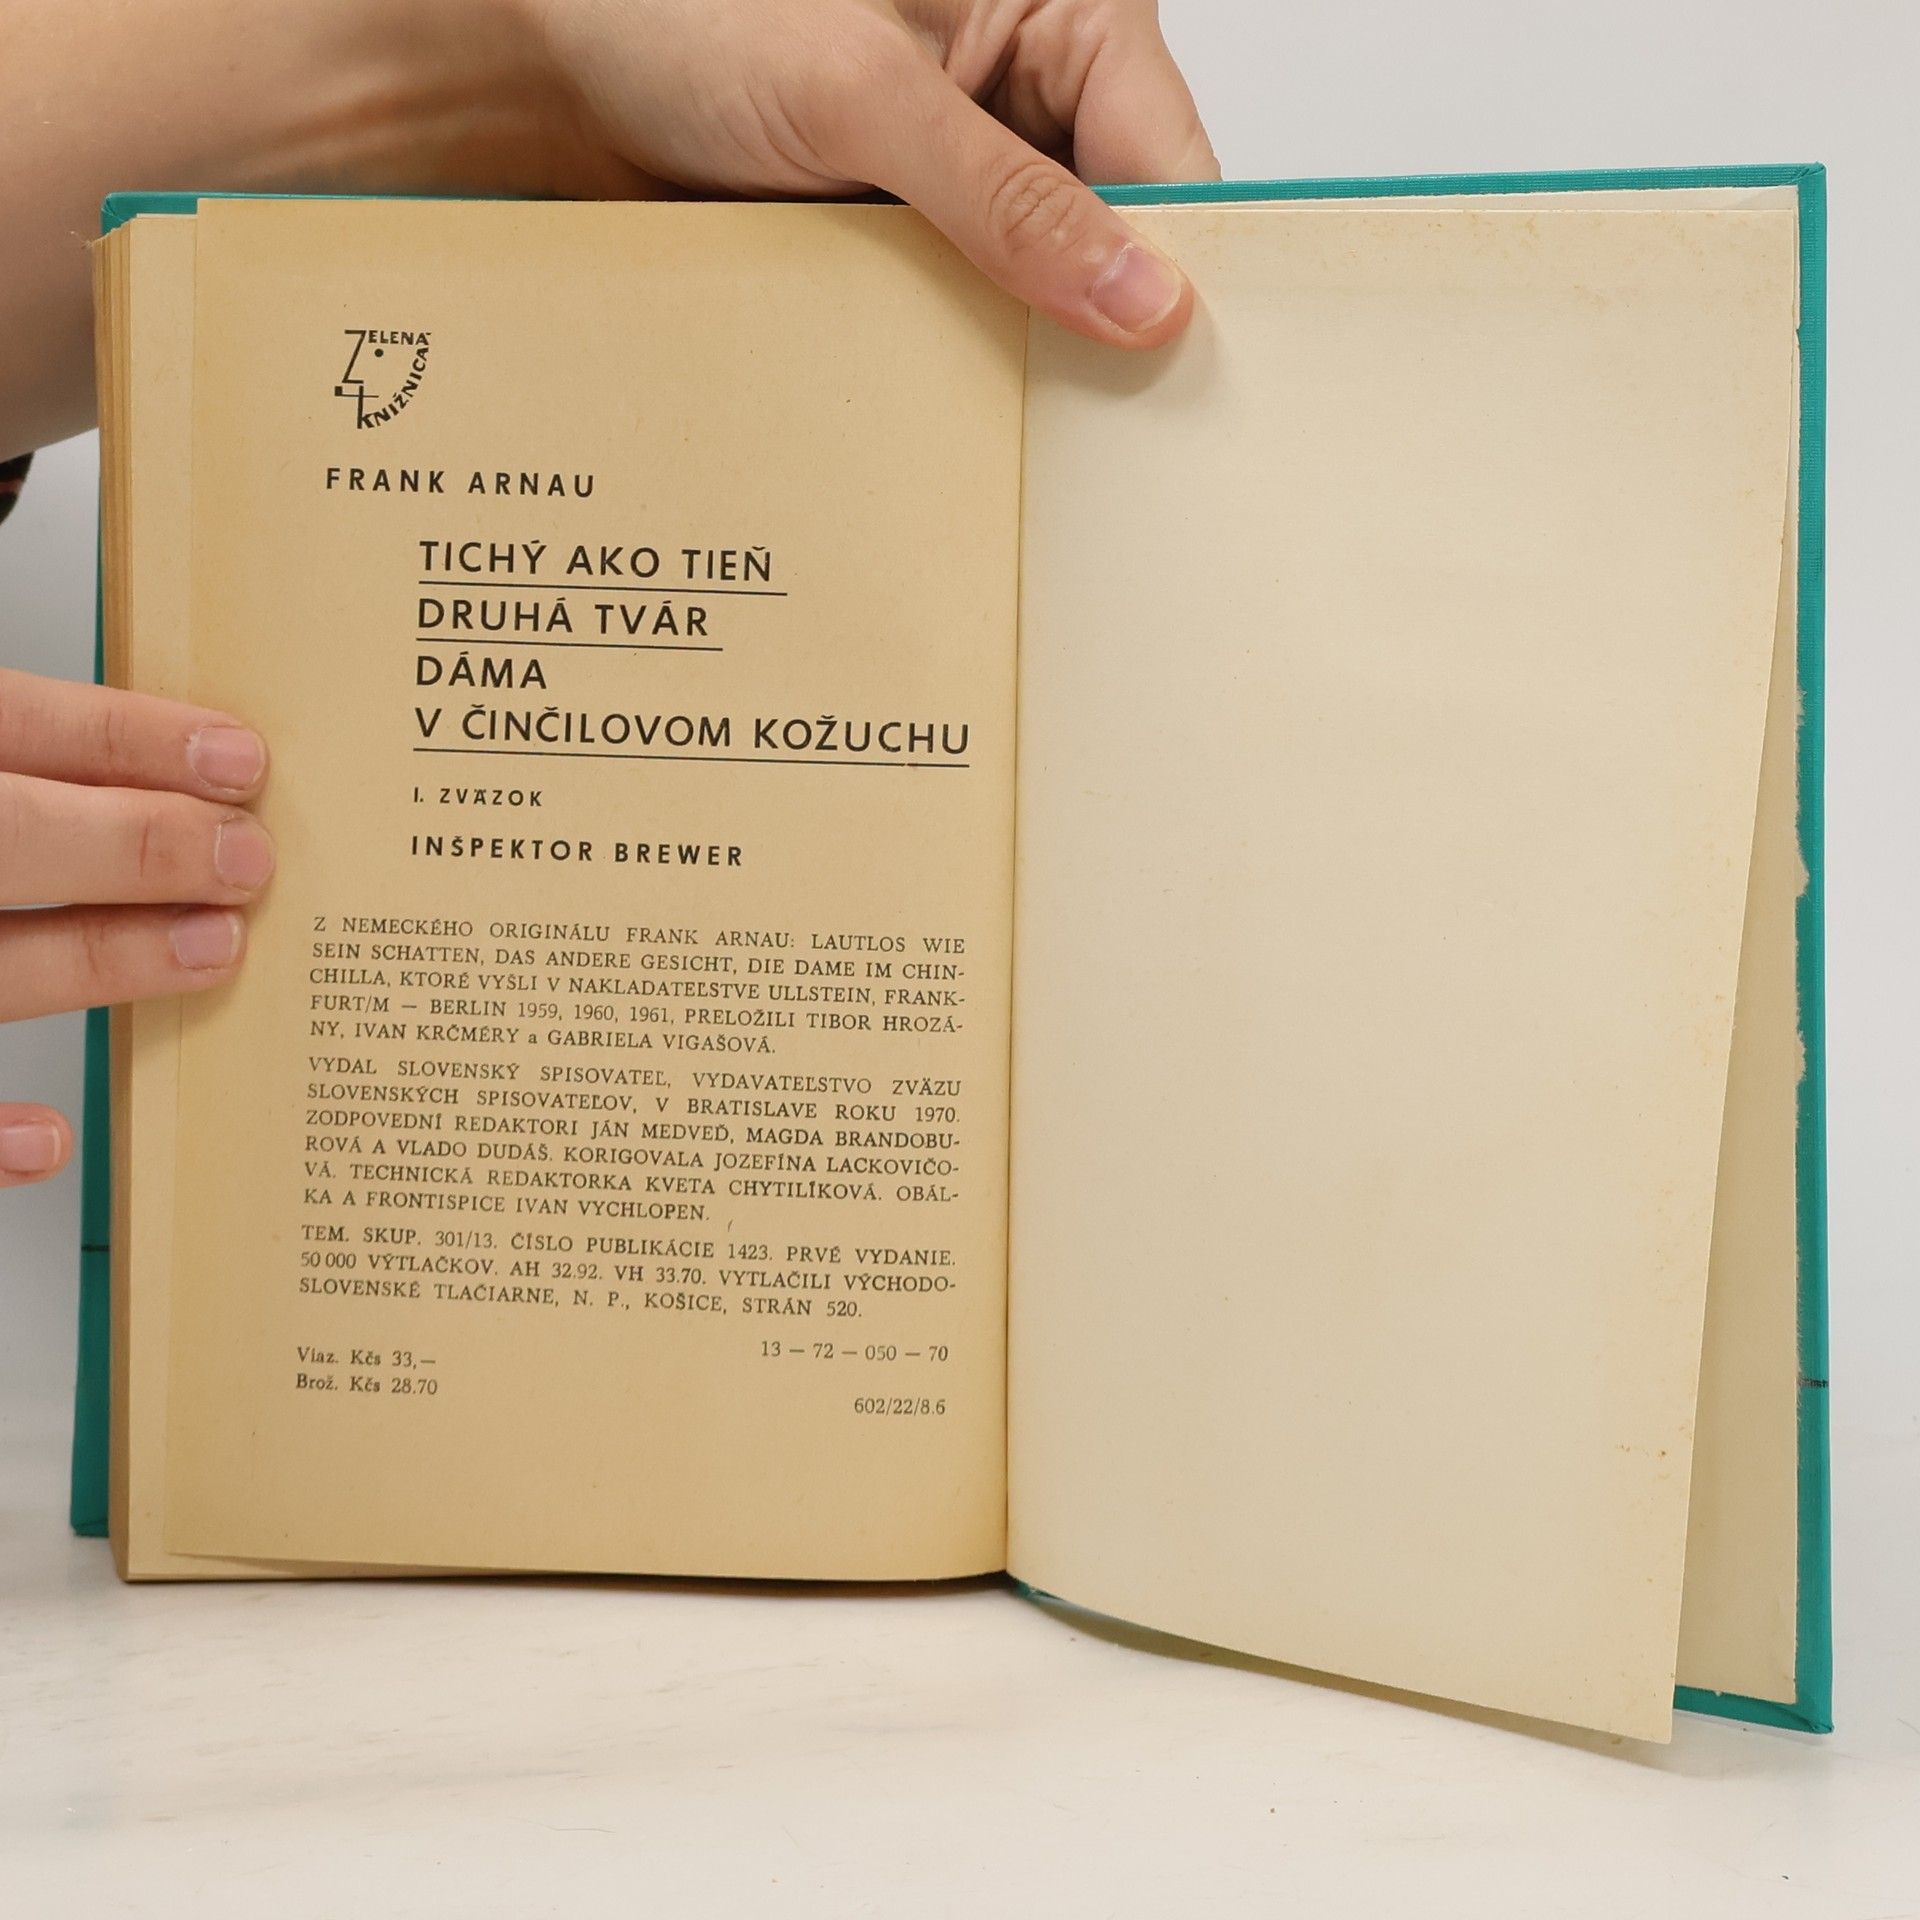 ZELENÁ
KNIŽNICA
FRANK ARNAU
TICHÝ AKO TIEŇ
DRUHÁ TVÁR
DÁMA
V ČINČILOVOM KOŽUCHU
I. ZVÄZOK
INŠPEKTOR BREWER
Z NEMECKÉHO ORIGINÁLU FRANK ARNAU: LAUTLOS WIE
SEIN SCHATTEN, DAS ANDERE GESICHT, DIE DAME IM CHIN-
CHILLA, KTORÉ VYŠLI V NAKLADATEĽSTVE ULLSTEIN, FRANK-
FURT/M — BERLIN 1959, 1960, 1961, PRELOŽILI TIBOR HROZÁ-
NY, IVAN KRČMÉRY a GABRIELA VIGAŠOVÁ.
VYDAL SLOVENSKÝ SPISOVATEĽ, VYDAVATEĽSTVO ZVÄZU
SLOVENSKÝCH SPISOVATEĽOV, V BRATISLAVE ROKU 1970.
ZODPOVEDNÍ REDAKTORI JÁN MEDVEĎ, MAGDA BRANDOBU-
ROVÁ A VLADO DUDÁŠ. KORIGOVALA JOZEFÍNA LACKOVIČO-
VÁ. TECHNICKÁ REDAKTORKA KVETA CHYTILÍKOVÁ. OBÁL-
KA A FRONTISPICE IVAN VYCHLOPEN.
TEM. SKUP. 301/13. ČÍSLO PUBLIKÁCIE 1423. PRVÉ VYDANIE.
50 000 VÝTLAČKOV. AH 32.92. VH 33.70. VYTLAČILI VÝCHODO-
SLOVENSKÉ TLAČIARNE, N. P., KOŠICE, STRÁN 520.
Viaz. Kčs 33,—
Brož. Kčs 28.70
13 — 72 — 050 — 70
602/22/8.6